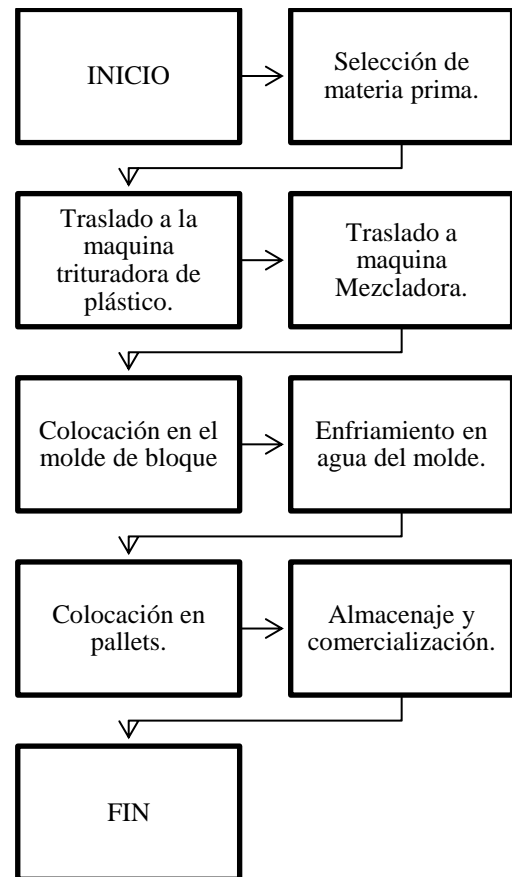 INICIO
Selección de
materia prima.
Traslado a la
maquina
trituradora de
plástico.
Traslado a
maquina
Mezcladora.
Colocación en el
molde de bloque
Enfriamiento en
agua del molde.
Colocación en
pallets.
Almacenaje y
comercialización.
FIN